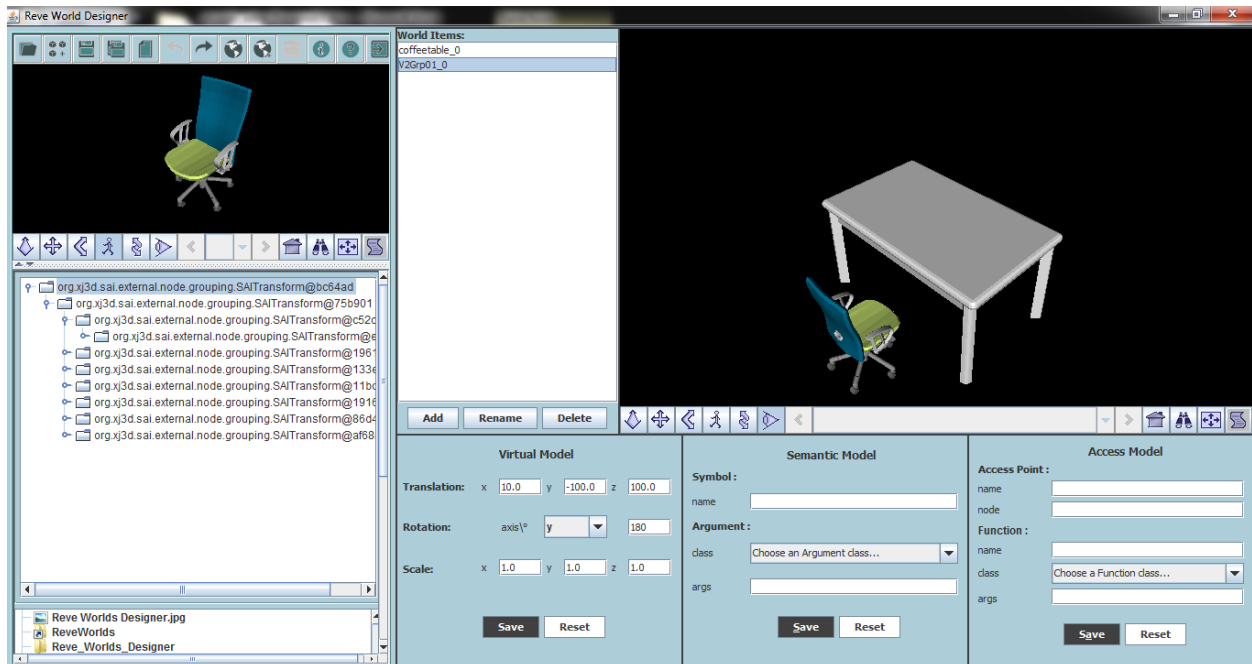 Reve World Designer
World Items:
coffeetable_0
V2Grp01_0
org.xj3d.sai.external.node.grouping.SAITransform@bc64ad
org.xj3d.sai.external.node.grouping.SAITransform@75b901
org.xj3d.sai.external.node.grouping.SAITransform@c52c
org.xj3d.sai.external.node.grouping.SAITransform@e
org.xj3d.sai.external.node.grouping.SAITransform@1961
org.xj3d.sai.external.node.grouping.SAITransform@133e
org.xj3d.sai.external.node.grouping.SAITransform@11bc
org.xj3d.sai.external.node.grouping.SAITransform@1916
org.xj3d.sai.external.node.grouping.SAITransform@86d4
org.xj3d.sai.external.node.grouping.SAITransform@af68
Reve Worlds Designer.jpg
ReveWorlds
Reve_Worlds_Designer
Add Rename Delete
Virtual Model
Translation: x 10.0 y -100.0 z 100.0
Rotation: axis\° y 180
Scale: x 1.0 y 1.0 z 1.0
Save Reset
Semantic Model
Symbol :
name
Argument :
class Choose an Argument class...
args
Save Reset
Access Model
Access Point :
name
node
Function :
name
class Choose a Function class...
args
Save Reset